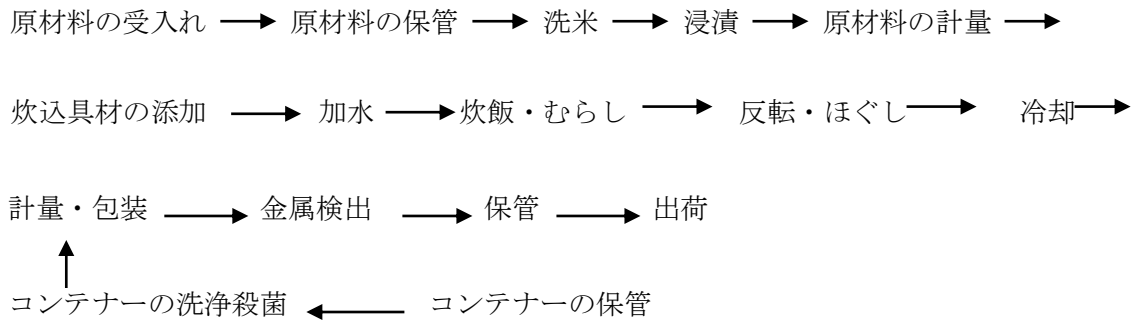 原材料の受入れ → 原材料の保管 → 洗米 → 浸漬 → 原材料の計量 →
炊込具材の添加 → 加水 → 炊飯・むらし → 反転・ほぐし → 冷却 →
計量・包装 → 金属検出 → 保管 → 出荷
↑
コンテナーの洗浄殺菌 ← コンテナーの保管